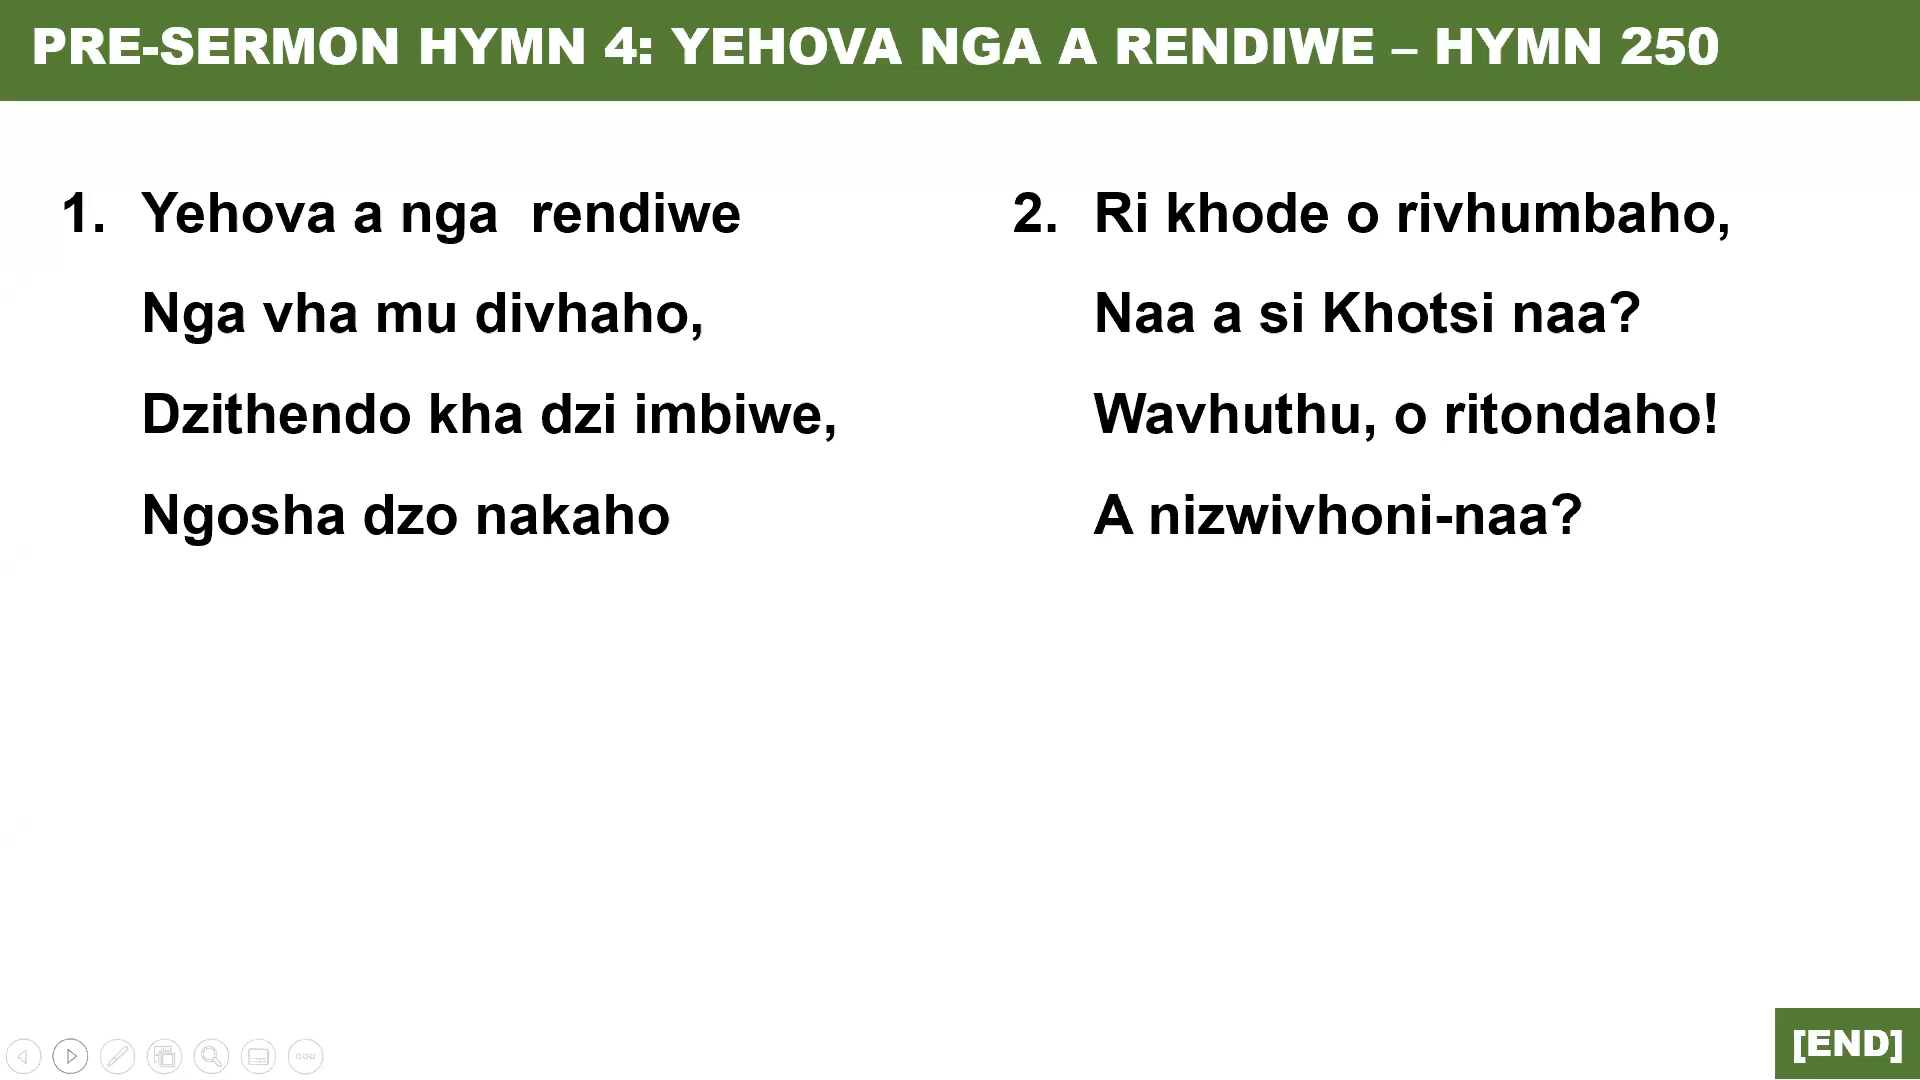 PRE-SERMON HYMN 4: YEHOVA NGA A RENDIWE – HYMN 250
1. Yehova a nga rendiwe
Nga vha mu divhaho,
Dzithendo kha dzi imbiwe,
Ngosha dzo nakaho
2. Ri khode o rivhumbaho,
Naa a si Khotsi naa?
Wavhuthu, o ritondaho!
A nizwivhoni-naa?
[END]